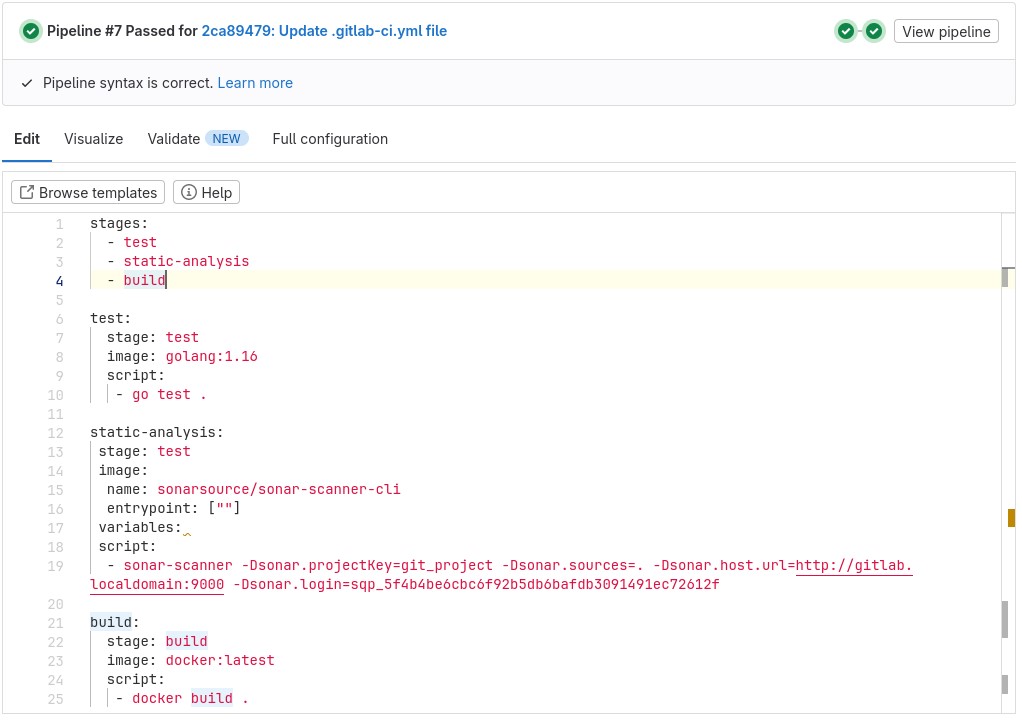 Pipeline #7 Passed for 2ca89479: Update .gitlab-ci.yml file
View pipeline
Pipeline syntax is correct. Learn more
Edit Visualize Validate NEW Full configuration
Browse templates Help
1 stages:
2   - test
3   - static-analysis
4   - build
5
6 test:
7   stage: test
8   image: golang:1.16
9   script:
10    - go test .
11
12 static-analysis:
13  stage: test
14  image:
15   name: sonarsource/sonar-scanner-cli
16   entrypoint: [""]
17  variables:
18  script:
19   - sonar-scanner -Dsonar.projectKey=git_project -Dsonar.sources=. -Dsonar.host.url=http://gitlab.
localdomain:9000 -Dsonar.login=sqp_5f4b4be6cbc6f92b5db6bafdb3091491ec72612f
20
21 build:
22   stage: build
23   image: docker:latest
24   script:
25    - docker build .